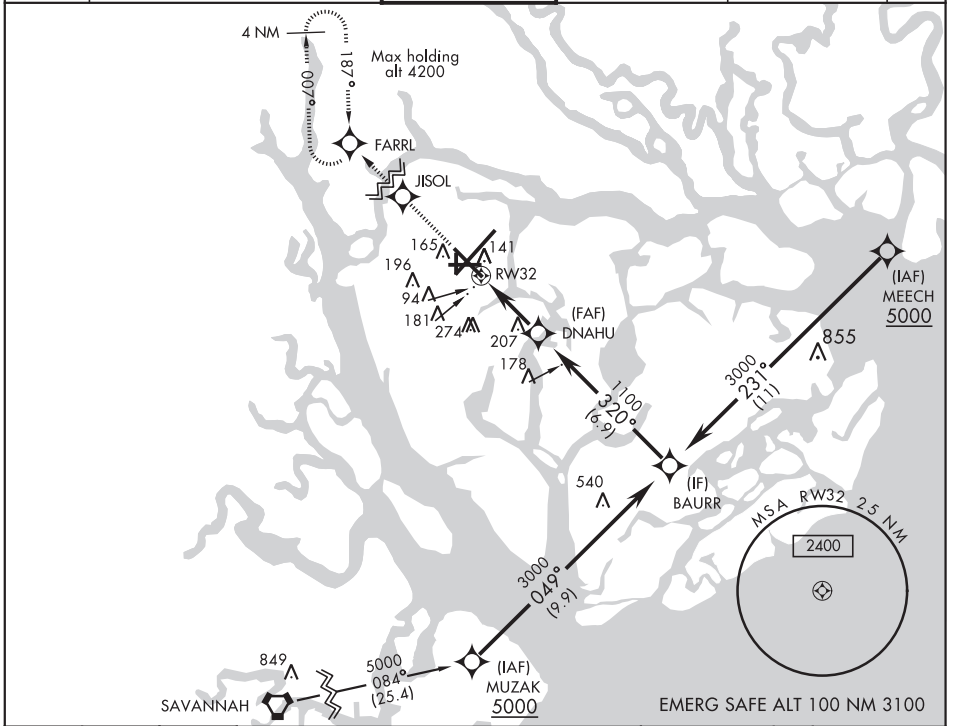 4 NM
007°
187°
Max holding
alt 4200
FARRL
JISOL
165
141
RW32
196
94
181
274
207
178
(FAF)
DNAHU
(IAF)
MEECH
5000
855
3000
231°
(11)
1100
320°
(6.9)
(IF)
BAURR
540
3000
049°
(9.9)
MSA RW32 25 NM
2400
849
5000
084°
(25.4)
SAVANNAH
(IAF)
MUZAK
5000
EMERG SAFE ALT 100 NM 3100